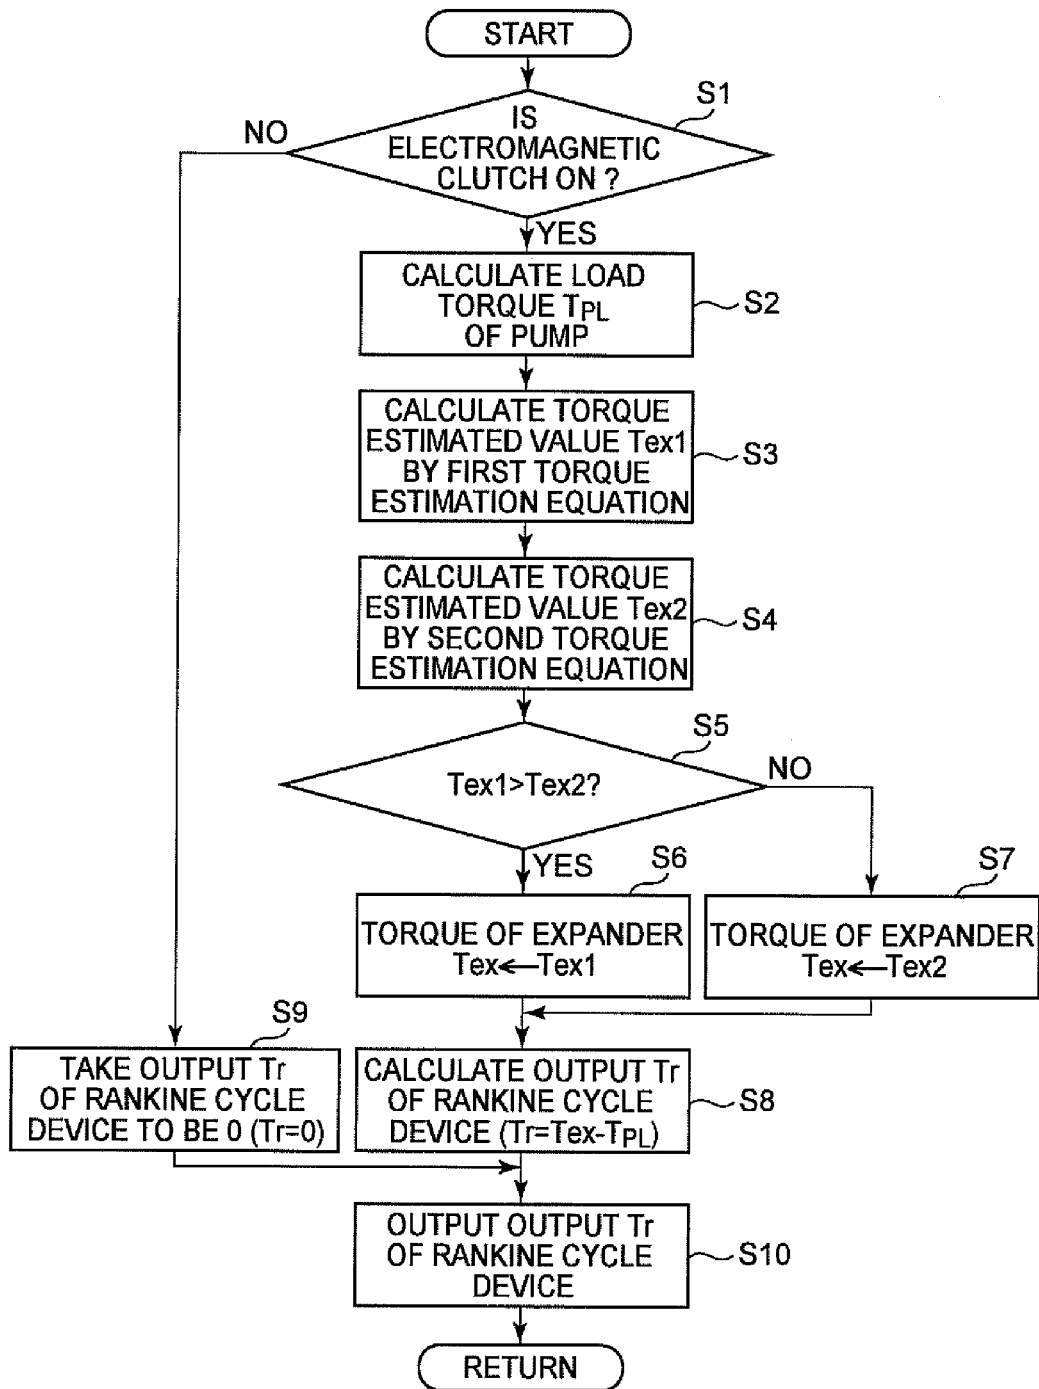 START
S1
NO
IS
ELECTROMAGNETIC
CLUTCH ON ?
YES
CALCULATE LOAD
TORQUE TPL
OF PUMP
S2
CALCULATE TORQUE
ESTIMATED VALUE Tex1
BY FIRST TORQUE
ESTIMATION EQUATION
S3
CALCULATE TORQUE
ESTIMATED VALUE Tex2
BY SECOND TORQUE
ESTIMATION EQUATION
S4
S5
Tex1>Tex2?
NO
YES
S6
S7
TORQUE OF EXPANDER
Tex←Tex1
TORQUE OF EXPANDER
Tex←Tex2
S9
TAKE OUTPUT Tr
OF RANKINE CYCLE
DEVICE TO BE 0 (Tr=0)
CALCULATE OUTPUT Tr
OF RANKINE CYCLE
DEVICE (Tr=Tex-TPL)
S8
OUTPUT OUTPUT Tr
OF RANKINE CYCLE
DEVICE
S10
RETURN